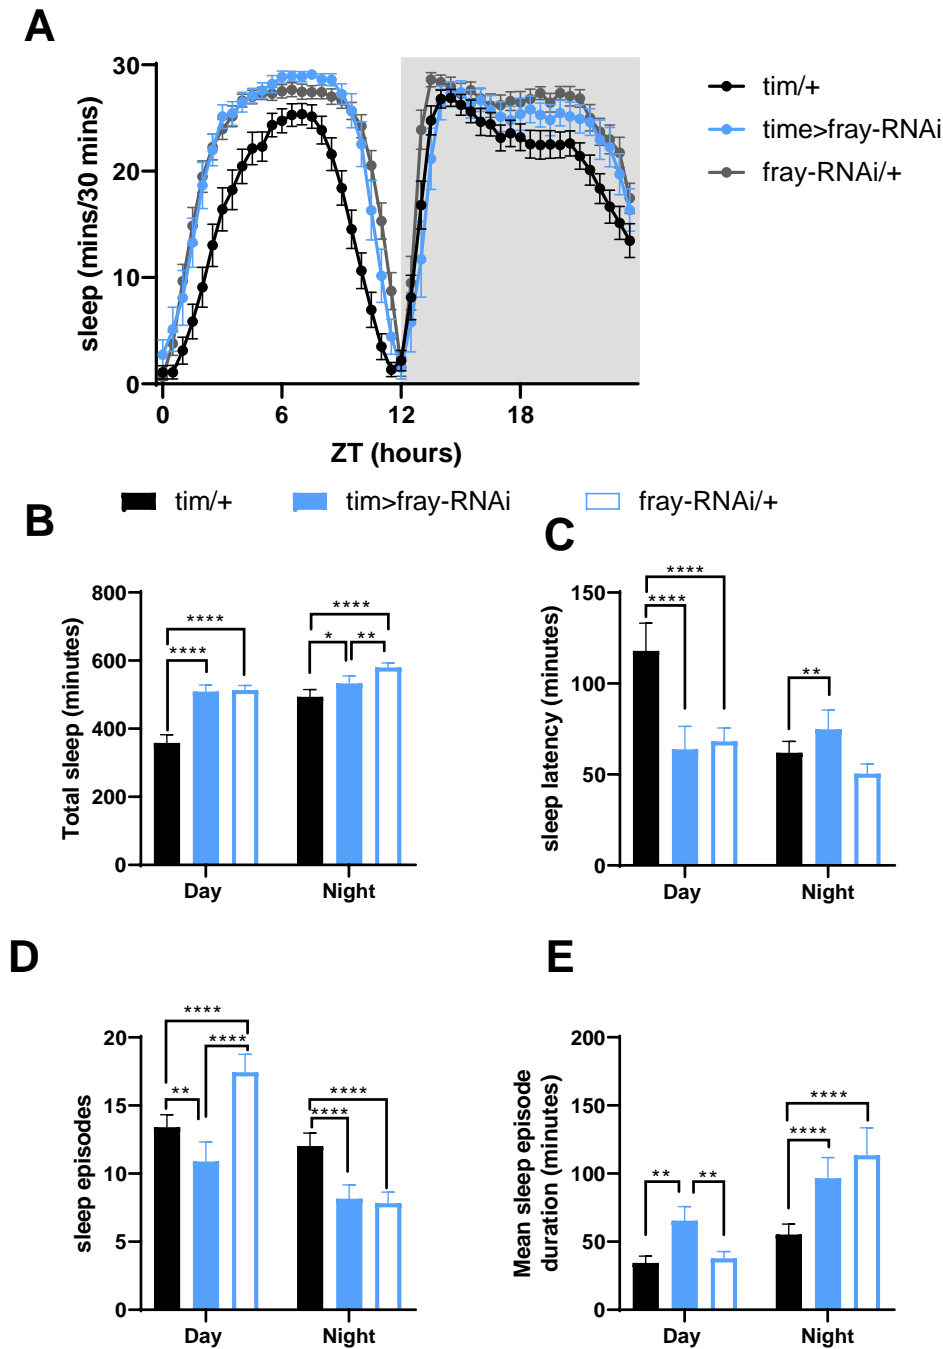 A
sleep (mins/30 mins)
30
20
10
0
0
6
12
18
ZT (hours)
tim/+
time>fray-RNAi
fray-RNAi/+
tim/+
tim>fray-RNAi
fray-RNAi/+
B
Total sleep (minutes)
800
600
400
200
0
****
****
****
*
**
Day
Night
C
sleep latency (minutes)
150
100
50
0
****
****
**
Day
Night
D
sleep episodes
20
15
10
5
0
****
****
**
****
****
Day
Night
E
Mean sleep episode
duration (minutes)
200
150
100
50
0
**
**
****
****
Day
Night